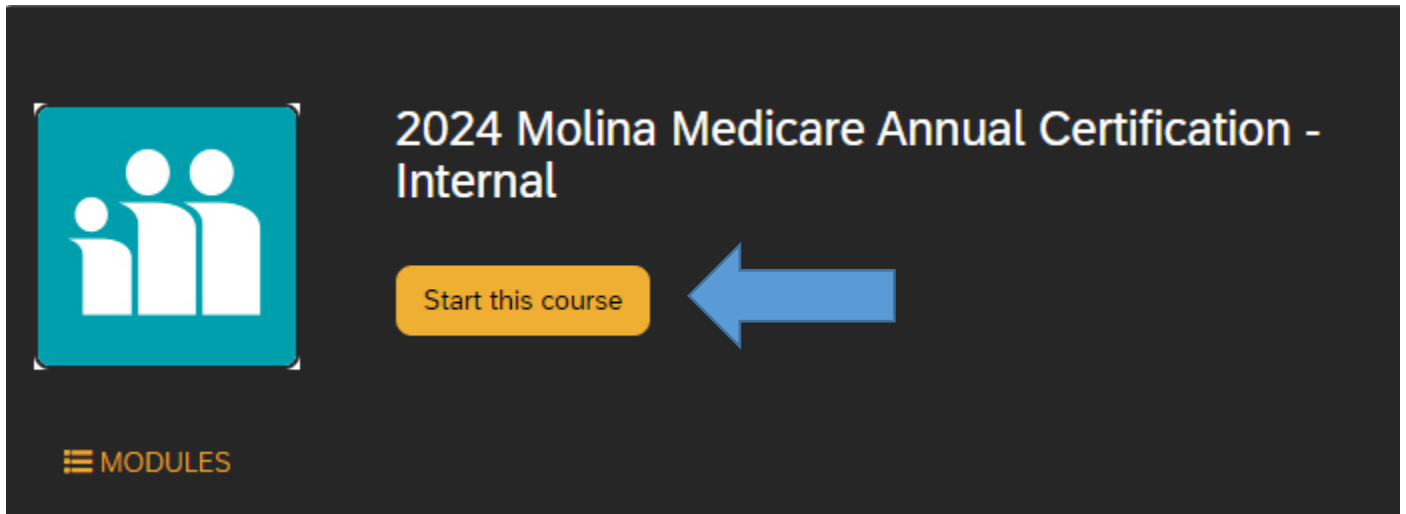 2024 Molina Medicare Annual Certification -
Internal
Start this course
MODULES